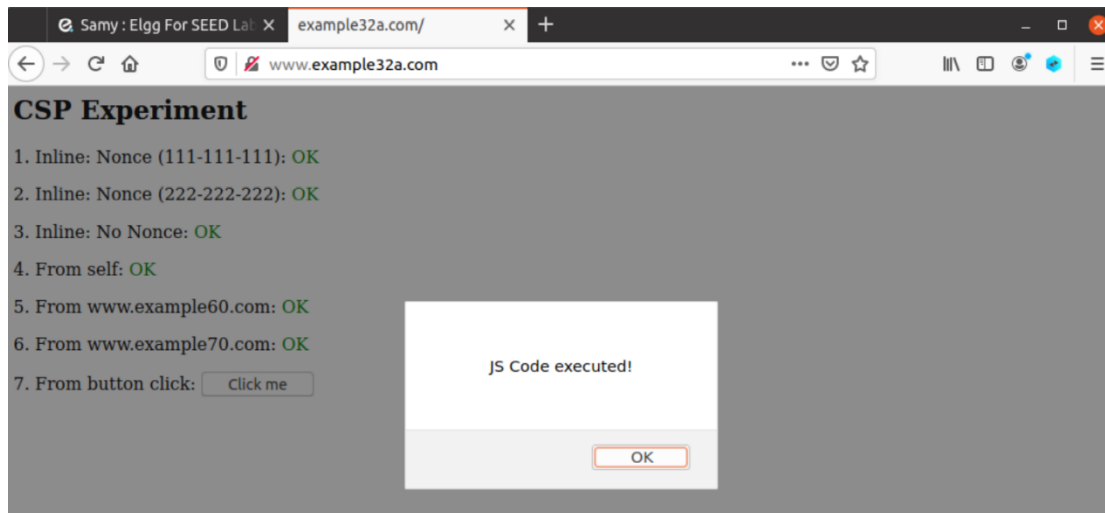 Samy : Elgg For SEED Lab
example32a.com/
www.example32a.com
CSP Experiment
1. Inline: Nonce (111-111-111): OK
2. Inline: Nonce (222-222-222): OK
3. Inline: No Nonce: OK
4. From self: OK
5. From www.example60.com: OK
6. From www.example70.com: OK
7. From button click: Click me
JS Code executed!
OK